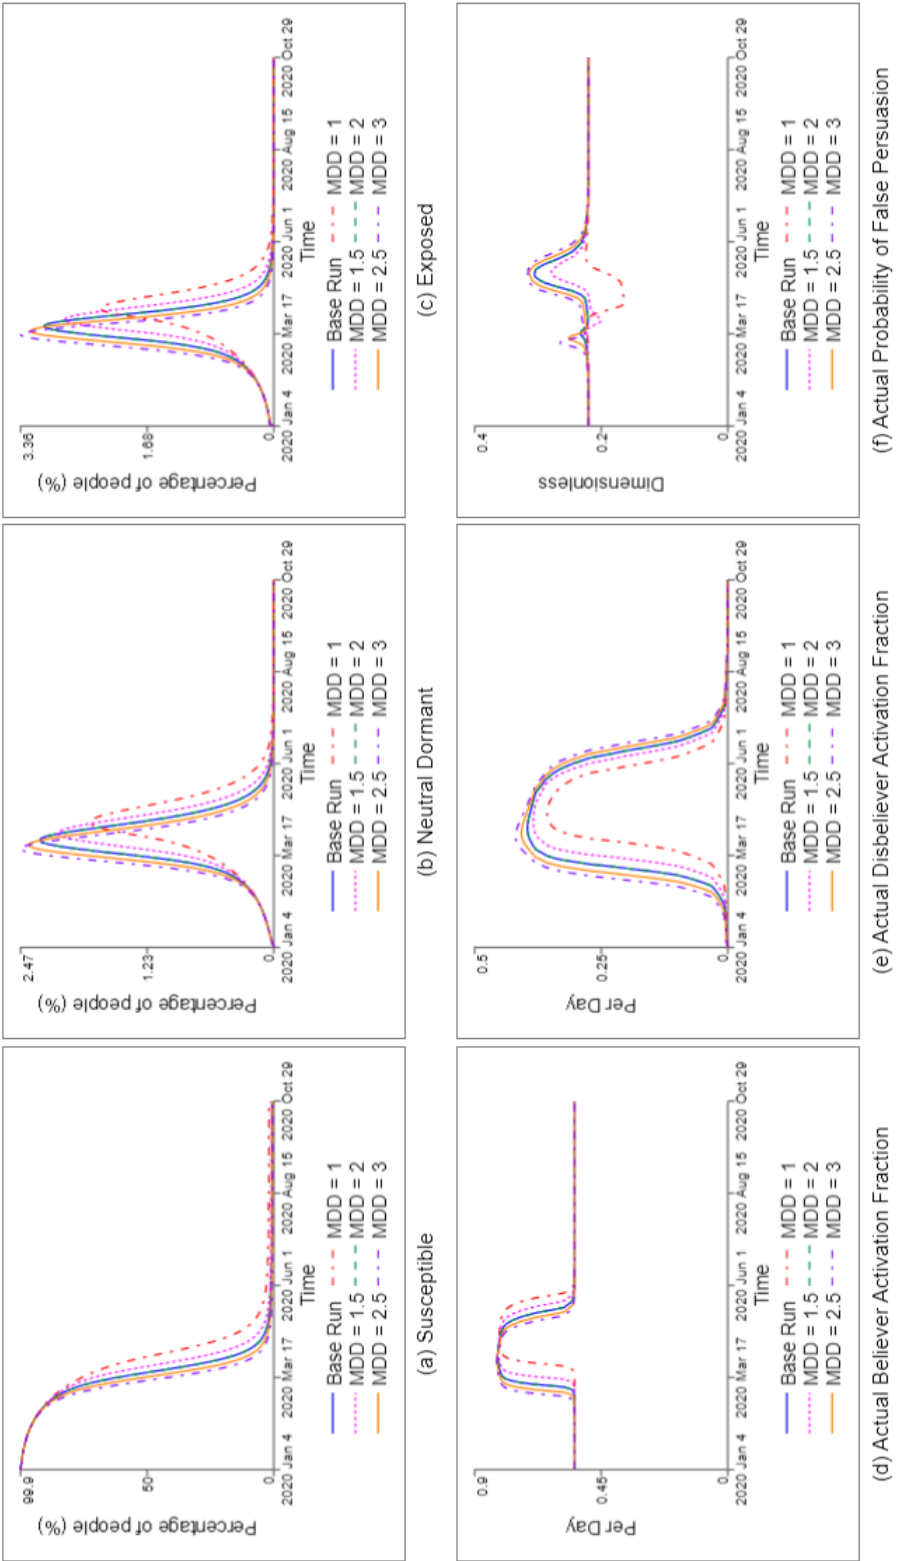 Percentage of people (%)
99.9
50
0
2020 Jan 4 2020 Mar 17 2020 Jun 1 2020 Aug 15 2020 Oct 29
Time
Base Run MDD = 1
MDD = 1.5 MDD = 2
MDD = 2.5 MDD = 3
(a) Susceptible
Percentage of people (%)
2.47
1.23
0
2020 Jan 4 2020 Mar 17 2020 Jun 1 2020 Aug 15 2020 Oct 29
Time
Base Run MDD = 1
MDD = 1.5 MDD = 2
MDD = 2.5 MDD = 3
(b) Neutral Dormant
Percentage of people (%)
3.36
1.68
0
2020 Jan 4 2020 Mar 17 2020 Jun 1 2020 Aug 15 2020 Oct 29
Time
Base Run MDD = 1
MDD = 1.5 MDD = 2
MDD = 2.5 MDD = 3
(c) Exposed
Per Day
0.9
0.45
0
2020 Jan 4 2020 Mar 17 2020 Jun 1 2020 Aug 15 2020 Oct 29
Time
Base Run MDD = 1
MDD = 1.5 MDD = 2
MDD = 2.5 MDD = 3
(d) Actual Believer Activation Fraction
Per Day
0.5
0.25
0
2020 Jan 4 2020 Mar 17 2020 Jun 1 2020 Aug 15 2020 Oct 29
Time
Base Run MDD = 1
MDD = 1.5 MDD = 2
MDD = 2.5 MDD = 3
(e) Actual Disbeliever Activation Fraction
Dimensionless
0.4
0.2
0
2020 Jan 4 2020 Mar 17 2020 Jun 1 2020 Aug 15 2020 Oct 29
Time
Base Run MDD = 1
MDD = 1.5 MDD = 2
MDD = 2.5 MDD = 3
(f) Actual Probability of False Persuasion